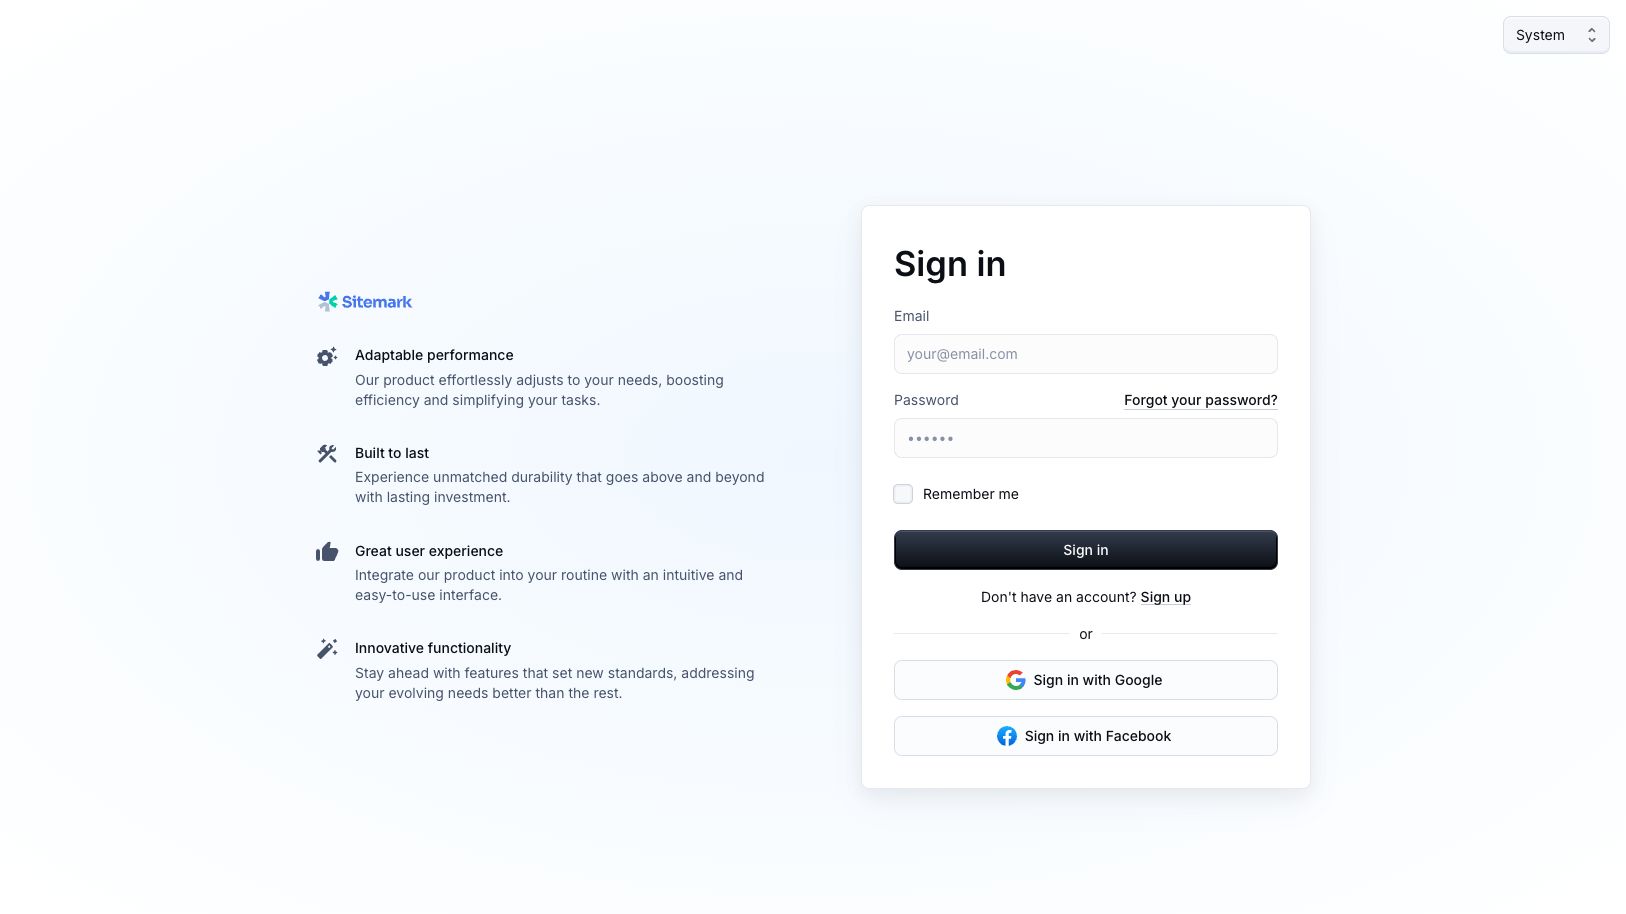 System
Sitemark
Adaptable performance
Our product effortlessly adjusts to your needs, boosting
efficiency and simplifying your tasks.
Built to last
Experience unmatched durability that goes above and beyond
with lasting investment.
Great user experience
Integrate our product into your routine with an intuitive and
easy-to-use interface.
Innovative functionality
Stay ahead with features that set new standards, addressing
your evolving needs better than the rest.
Sign in
Email
your@email.com
Password Forgot your password?
••••••
Remember me
Sign in
Don't have an account? Sign up
or
Sign in with Google
Sign in with Facebook